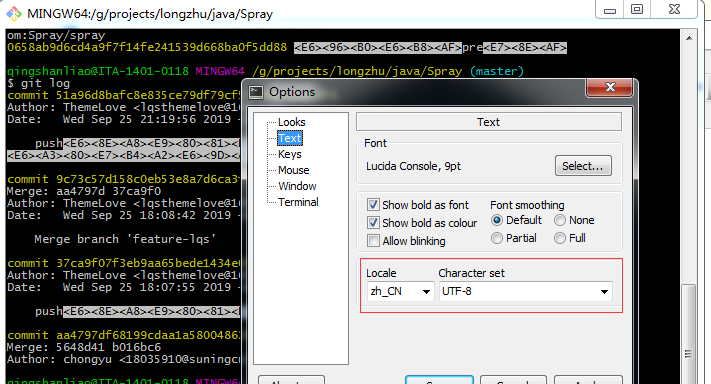 MINGW64:/g/projects/longzhu/java/Spray
om:Spray/spray
0658ab9d6cd4a9f7f14fe241539d668ba0f5dd88 <E6><96><B0><E6><B8><AF>pre<E7><8E><AF>
qingshanliao@ITA-1401-0118 MINGW64 /g/projects/longzhu/java/Spray (master)
$ git log
commit 51a96d8bafc8e835ce79df79cf
Author: ThemeLove <lqsthemelove@16
Date: Wed Sep 25 21:19:56 2019
push<E6><8E><A8><E9><80><81>
<E6><A3><80><E7><B4><A2><E6><9D>
commit 9c73c57d158c0eb53e8a7d6ca3
Merge: aa4797d 37ca9f0
Author: ThemeLove <lqsthemelove@1
Date: Wed Sep 25 18:08:42 2019 -
Merge branch 'feature-lqs'
commit 37ca9f07f3eb9aa65bede1434e
Author: ThemeLove <lqsthemelove@1
Date: Wed Sep 25 18:07:55 2019 -
push<E6><8E><A8><E9><80><81>
commit aa4797df68199cdaa1a5800486
Merge: 5648d41 b016bc6
Author: chongyu <18035910@suningc
Options
Looks
Text
Keys
Mouse
Window
Terminal
Text
Font
Lucida Console, 9pt
Select...
Show bold as font
Show bold as colour
Allow blinking
Font smoothing
Default
None
Partial
Full
Locale
Character set
zh_CN
UTF-8